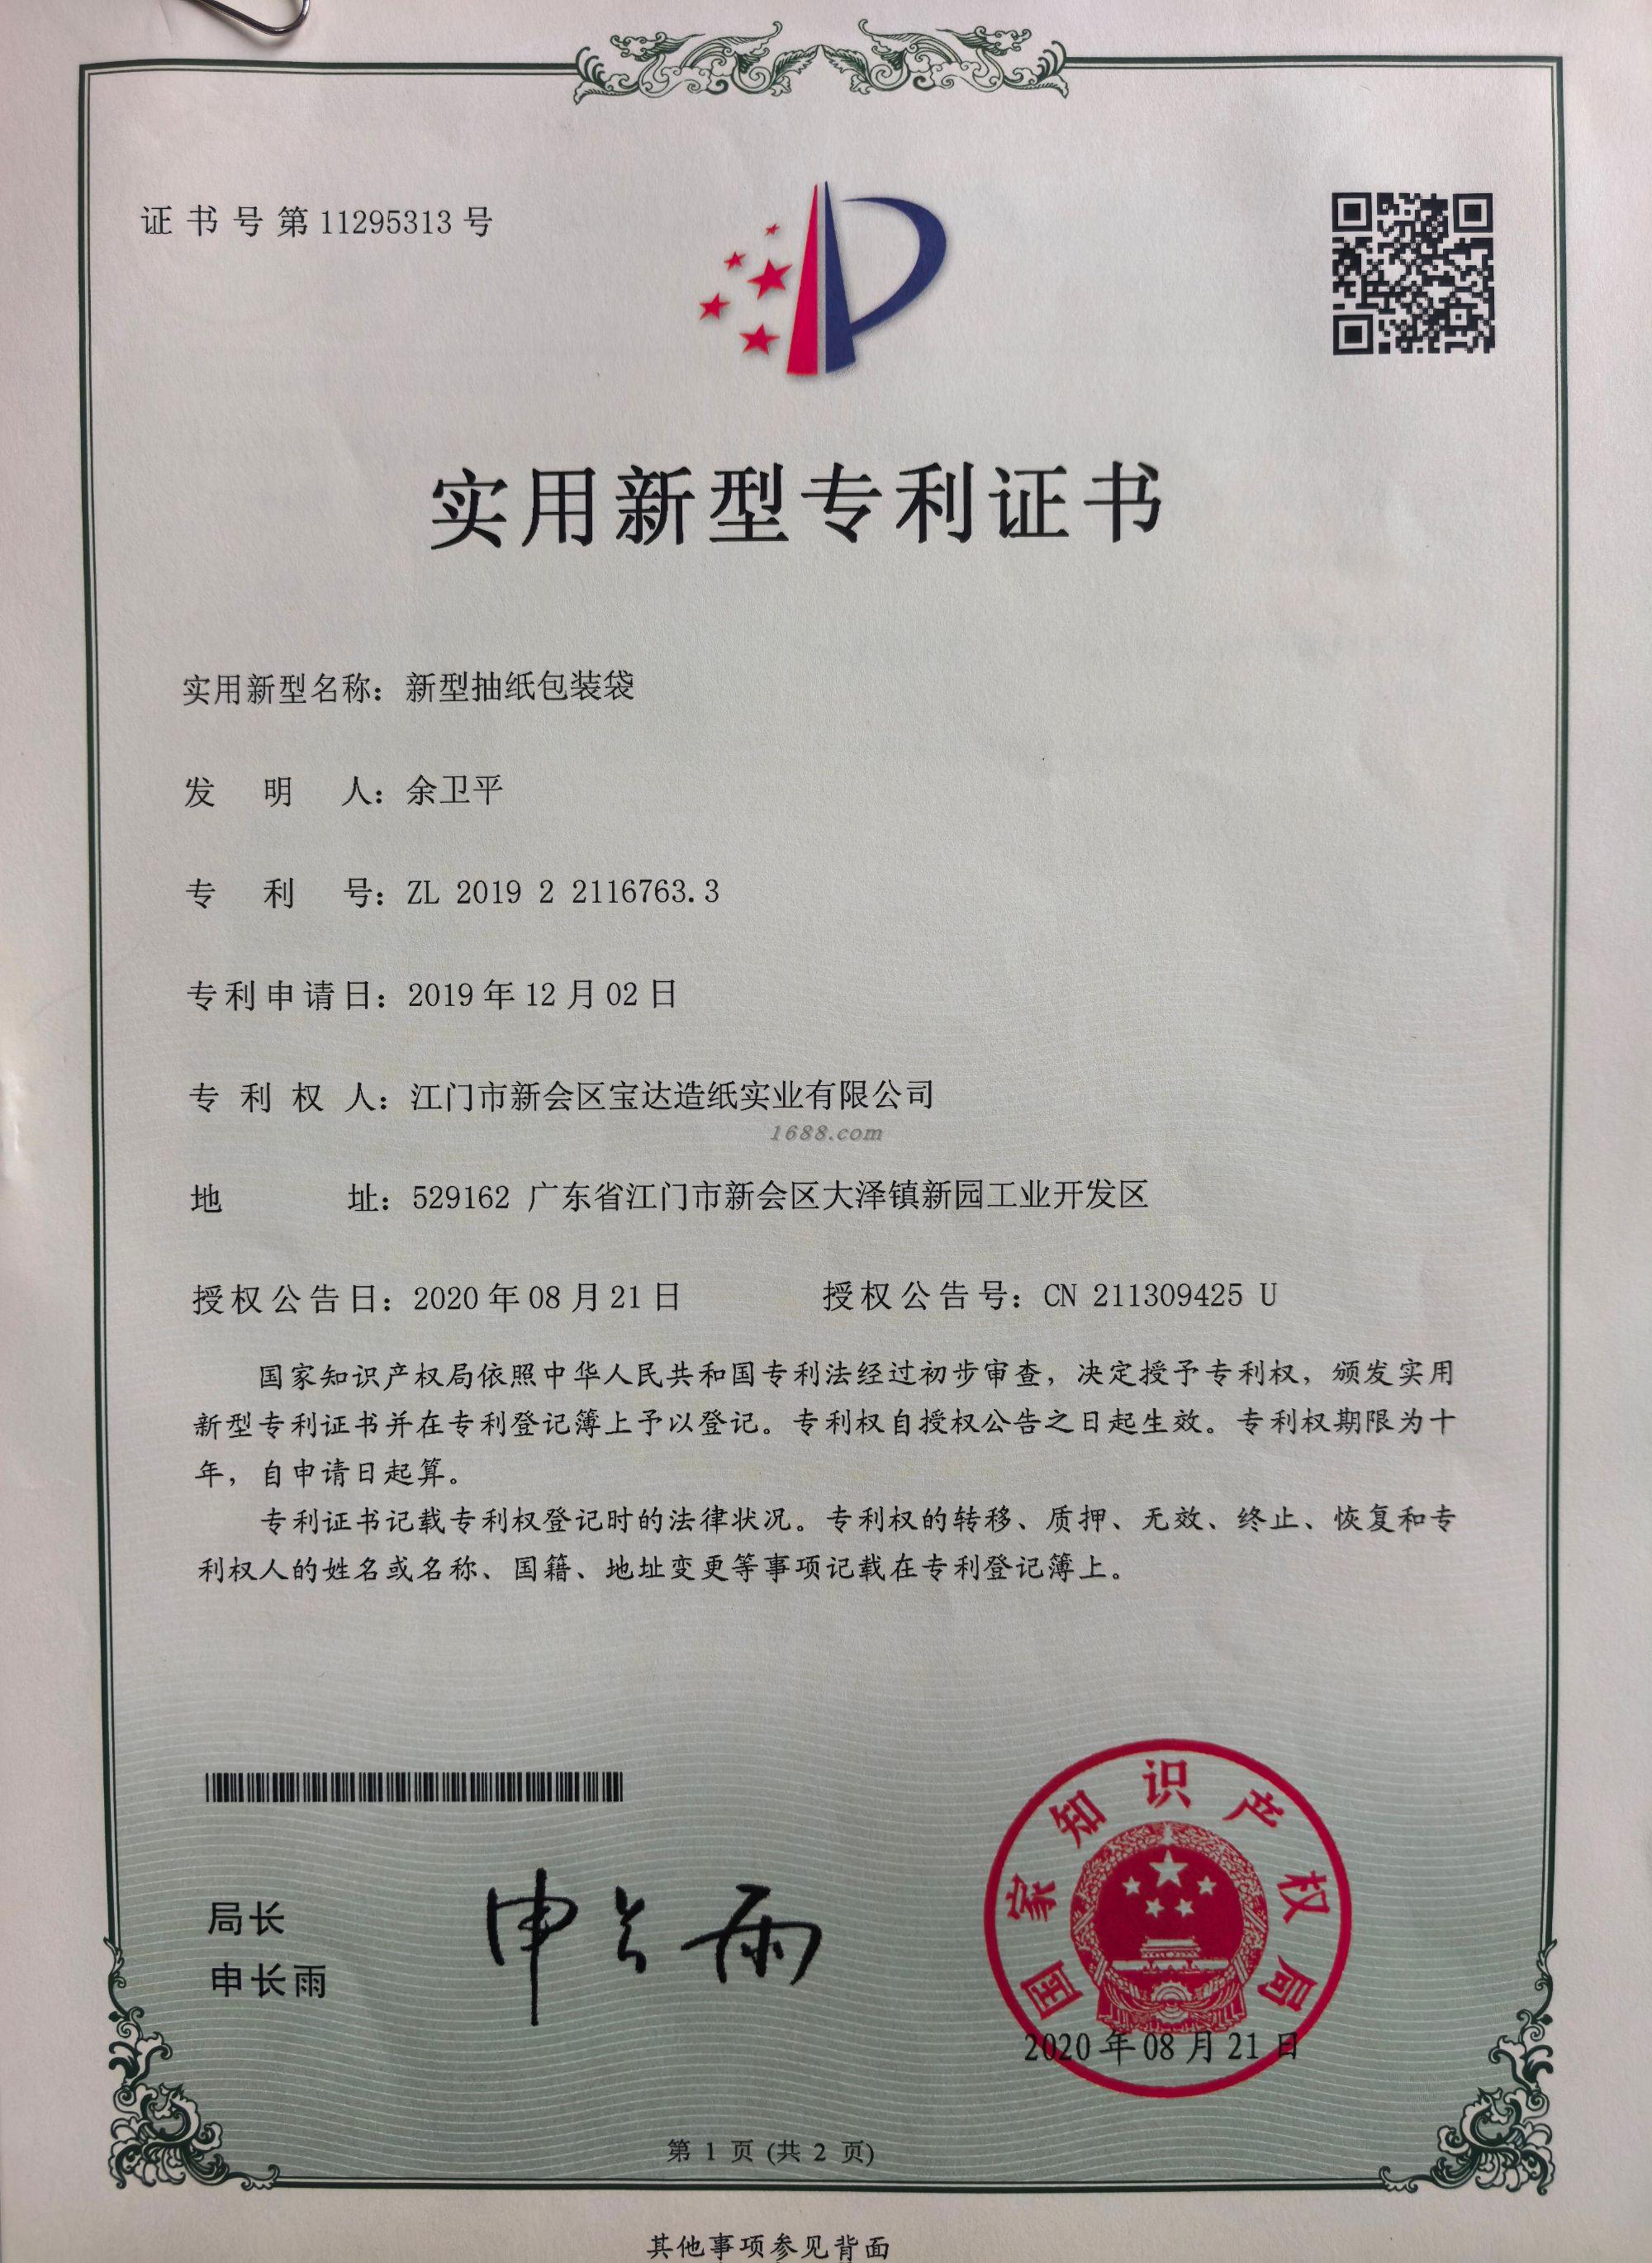 证书号第11295313号
实用新型专利证书
实用新型名称：新型抽纸包装袋
发明人：余卫平
专利号：ZL 2019 2 2116763.3
专利申请日：2019年12月02日
专利权人：江门市新会区宝达造纸实业有限公司
1688.com
地址：529162 广东省江门市新会区大泽镇新园工业开发区
授权公告日：2020年08月21日 授权公告号：CN 211309425 U
国家知识产权局依照中华人民共和国专利法经过初步审查，决定授予专利权，颁发实用
新型专利证书并在专利登记簿上予以登记。专利权自授权公告之日起生效。专利权期限为十
年，自申请日起算。
专利证书记载专利权登记时的法律状况。专利权的转移、质押、无效、终止、恢复和专
利权人的姓名或名称、国籍、地址变更等事项记载在专利登记簿上。
局长
申长雨
申长雨
国家知识产权局
2020年08月21日
第 1 页 (共 2 页)
其他事项参见背面